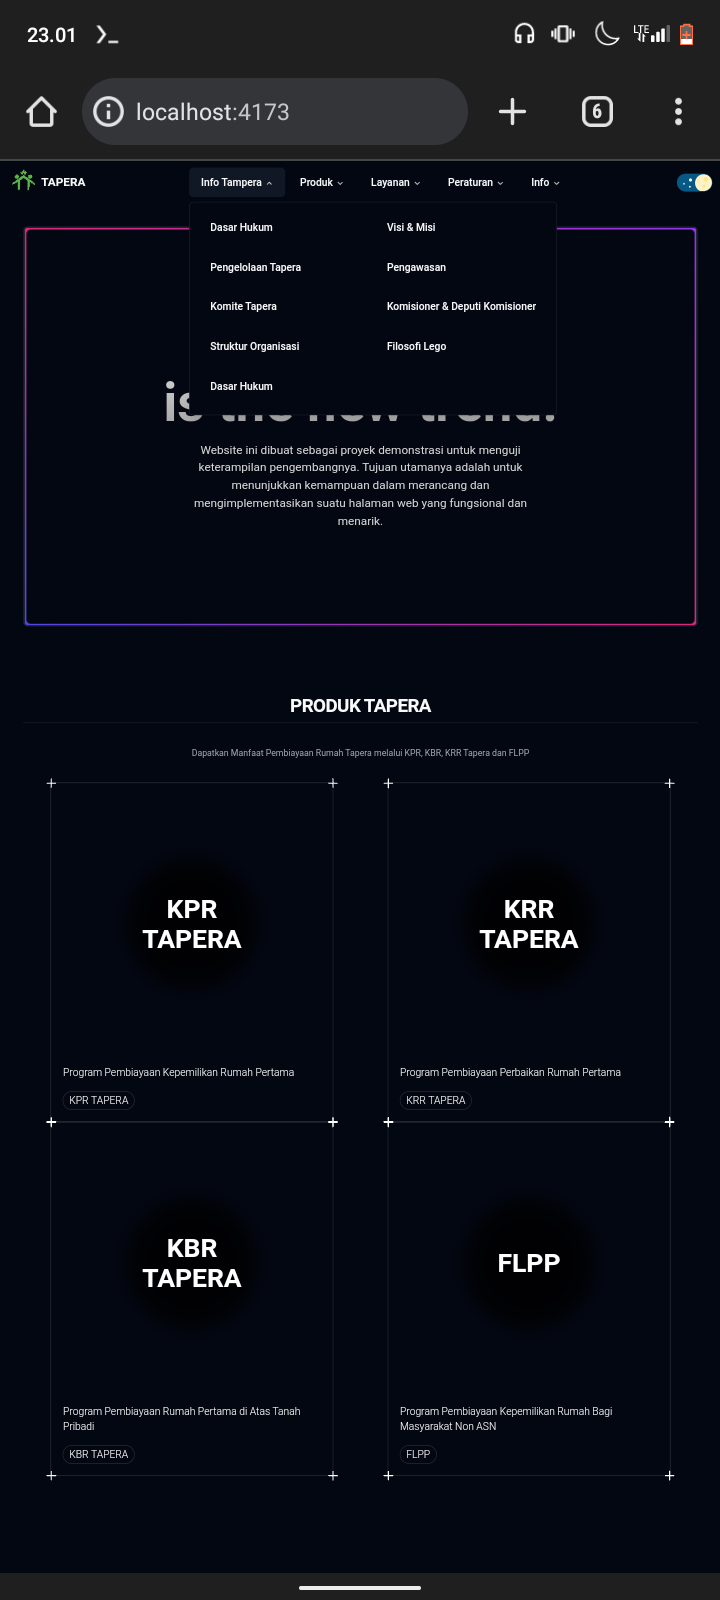 23.01
LTE
localhost:4173
6
TAPERA
Info Tampera
Produk
Layanan
Peraturan
Info
Dasar Hukum
Visi & Misi
Pengelolaan Tapera
Pengawasan
Komite Tapera
Komisioner & Deputi Komisioner
Struktur Organisasi
Filosofi Lego
Dasar Hukum
is the new trend.
Website ini dibuat sebagai proyek demonstrasi untuk menguji
keterampilan pengembangnya. Tujuan utamanya adalah untuk
menunjukkan kemampuan dalam merancang dan
mengimplementasikan suatu halaman web yang fungsional dan
menarik.
PRODUK TAPERA
Dapatkan Manfaat Pembiayaan Rumah Tapera melalui KPR, KBR, KRR Tapera dan FLPP
KPR
TAPERA
Program Pembiayaan Kepemilikan Rumah Pertama
KPR TAPERA
KRR
TAPERA
Program Pembiayaan Perbaikan Rumah Pertama
KRR TAPERA
KBR
TAPERA
Program Pembiayaan Rumah Pertama di Atas Tanah
Pribadi
KBR TAPERA
FLPP
Program Pembiayaan Kepemilikan Rumah Bagi
Masyarakat Non ASN
FLPP